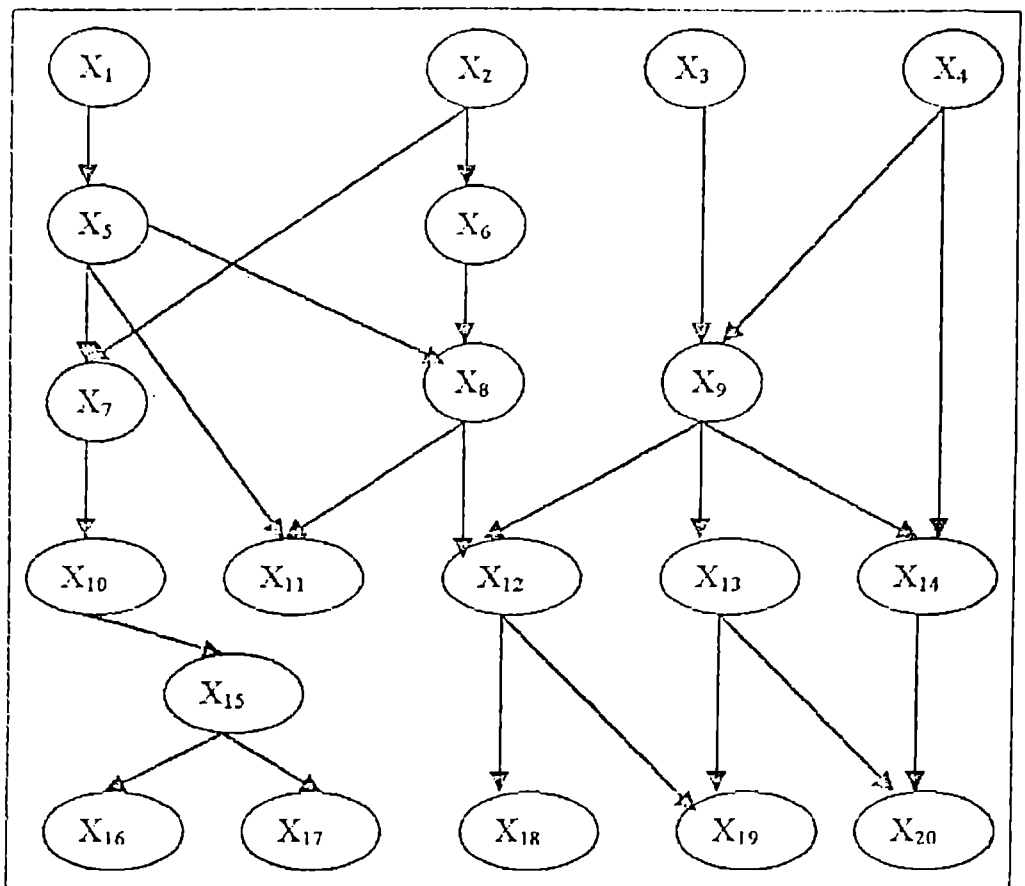 X₁ X₂ X₃ X₄
X₅ X₆
X₇ X₈ X₉
X₁₀ X₁₁ X₁₂ X₁₃ X₁₄
X₁₅
X₁₆ X₁₇ X₁₈ X₁₉ X₂₀